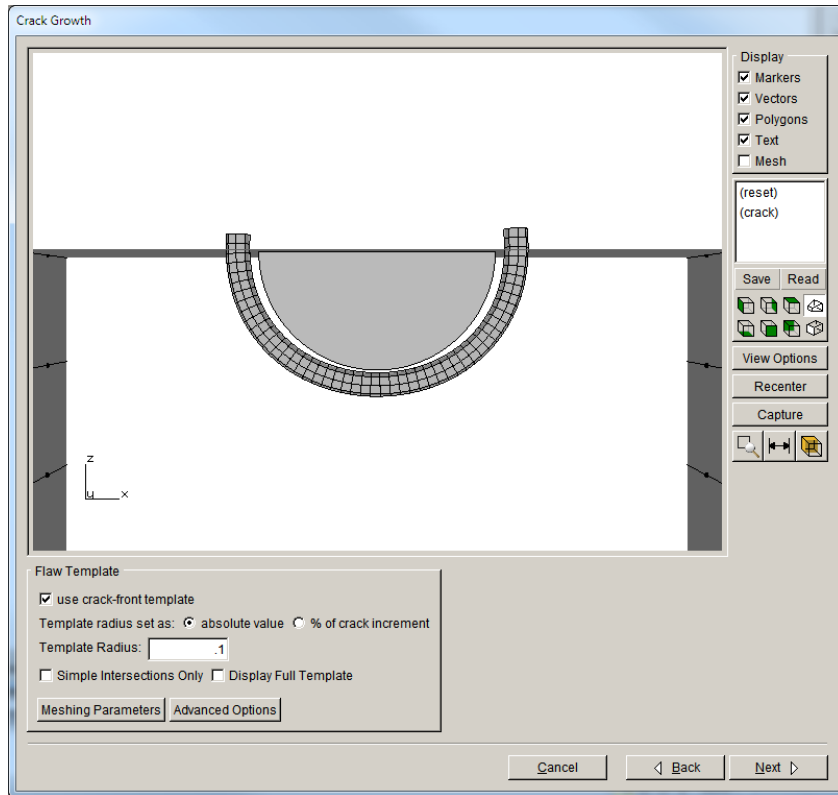 Crack Growth
Display
Markers
Vectors
Polygons
Text
Mesh
(reset)
(crack)
Save Read
View Options
Recenter
Capture
z
y x
Flaw Template
use crack-front template
Template radius set as: absolute value % of crack increment
Template Radius: .1
Simple Intersections Only Display Full Template
Meshing Parameters Advanced Options
Cancel Back Next